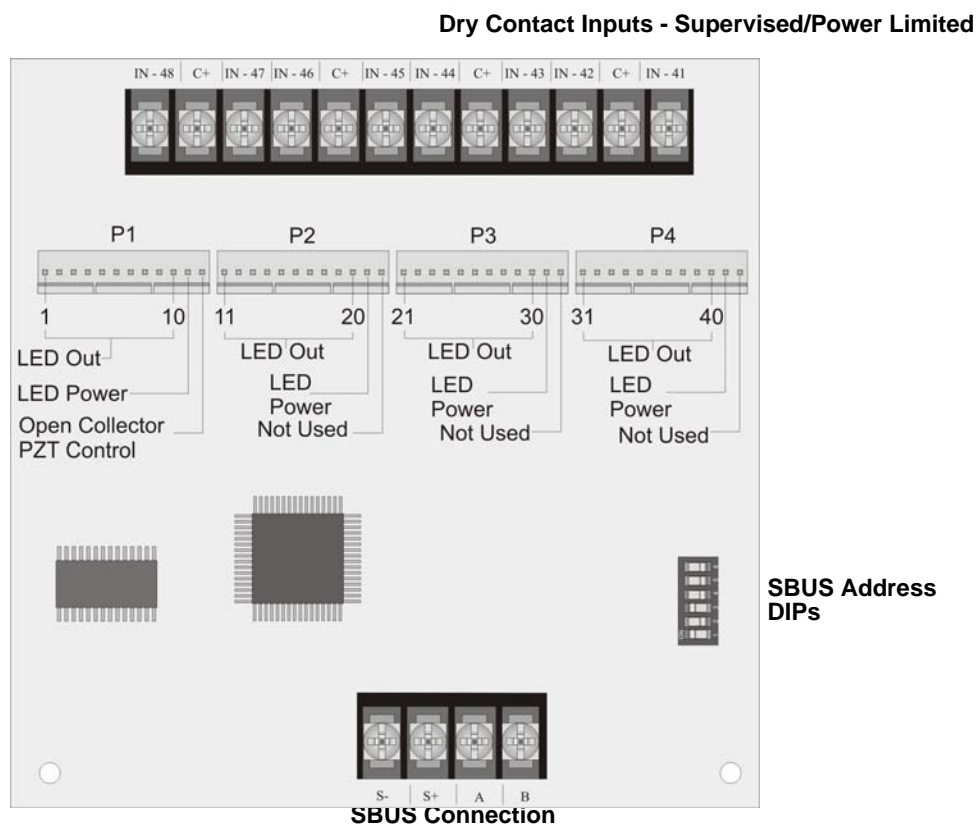 Dry Contact Inputs - Supervised/Power Limited
IN - 48 C+ IN - 47 IN - 46 C+ IN - 45 IN - 44 C+ IN - 43 IN - 42 C+ IN - 41
P1 P2 P3 P4
1 10 11 20 21 30 31 40
LED Out
LED Power
Open Collector
PZT Control
LED Out
LED
Power
Not Used
LED Out
LED
Power
Not Used
LED Out
LED
Power
Not Used
SBUS Address
DIPs
S- S+ A B
SBUS Connection